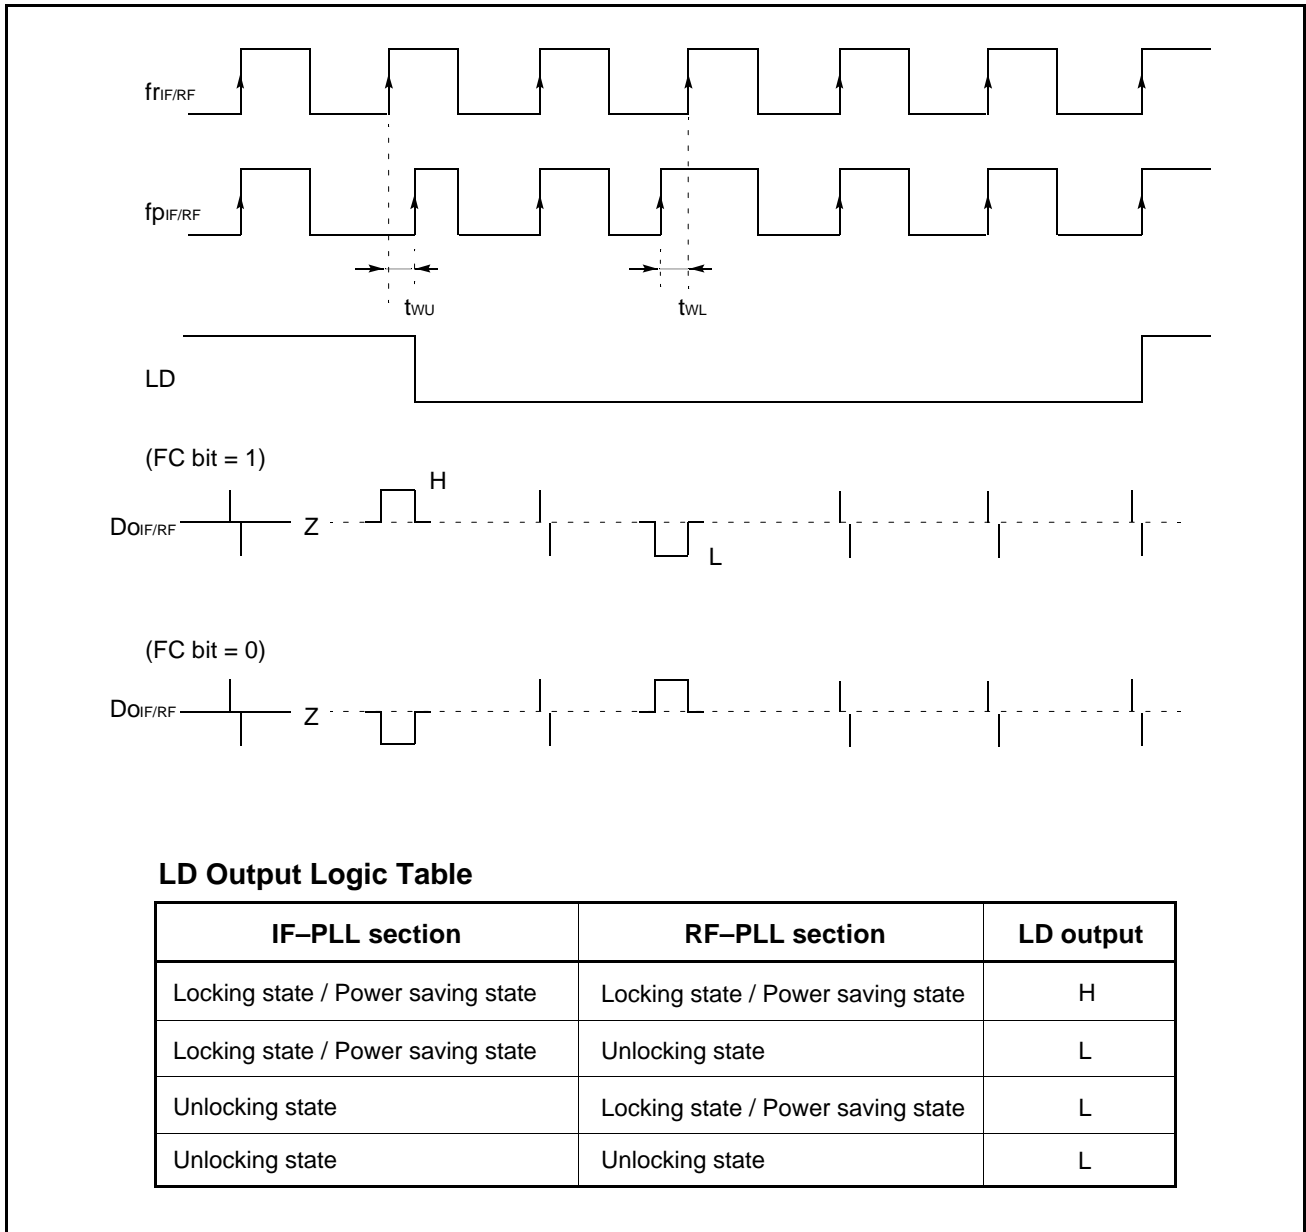 frIF/RF
fpIF/RF
tWU tWL
LD
(FC bit = 1)
H
DoIF/RF Z
L
(FC bit = 0)
DoIF/RF Z
LD Output Logic Table
IF–PLL section RF–PLL section LD output
Locking state / Power saving state Locking state / Power saving state H
Locking state / Power saving state Unlocking state L
Unlocking state Locking state / Power saving state L
Unlocking state Unlocking state L